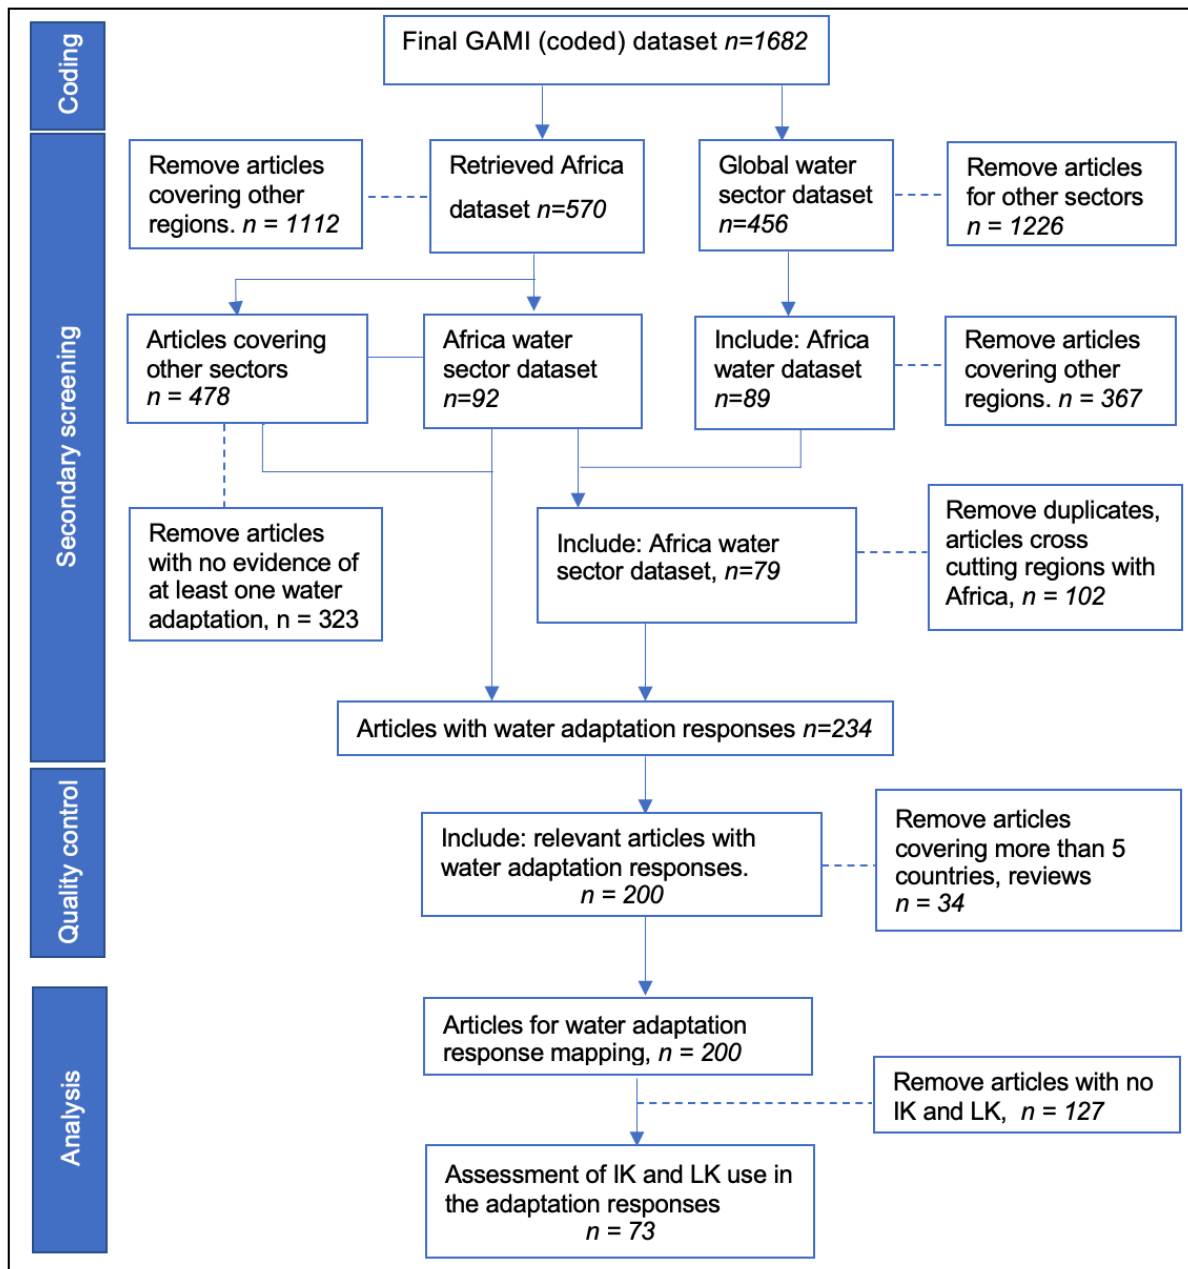 Coding
Final GAMI (coded) dataset n=1682
Secondary screening
Remove articles
covering other
regions. n = 1112
Retrieved Africa
dataset n=570
Global water
sector dataset
n=456
Remove articles
for other sectors
n = 1226
Articles covering
other sectors
n = 478
Africa water
sector dataset
n=92
Include: Africa
water dataset
n=89
Remove articles
covering other
regions. n = 367
Remove articles
with no evidence of
at least one water
adaptation, n = 323
Include: Africa water
sector dataset, n=79
Remove duplicates,
articles cross
cutting regions with
Africa, n = 102
Articles with water adaptation responses n=234
Quality control
Include: relevant articles with
water adaptation responses.
n = 200
Remove articles
covering more than 5
countries, reviews
n = 34
Analysis
Articles for water adaptation
response mapping, n = 200
Remove articles with no
IK and LK, n = 127
Assessment of IK and LK use in
the adaptation responses
n = 73